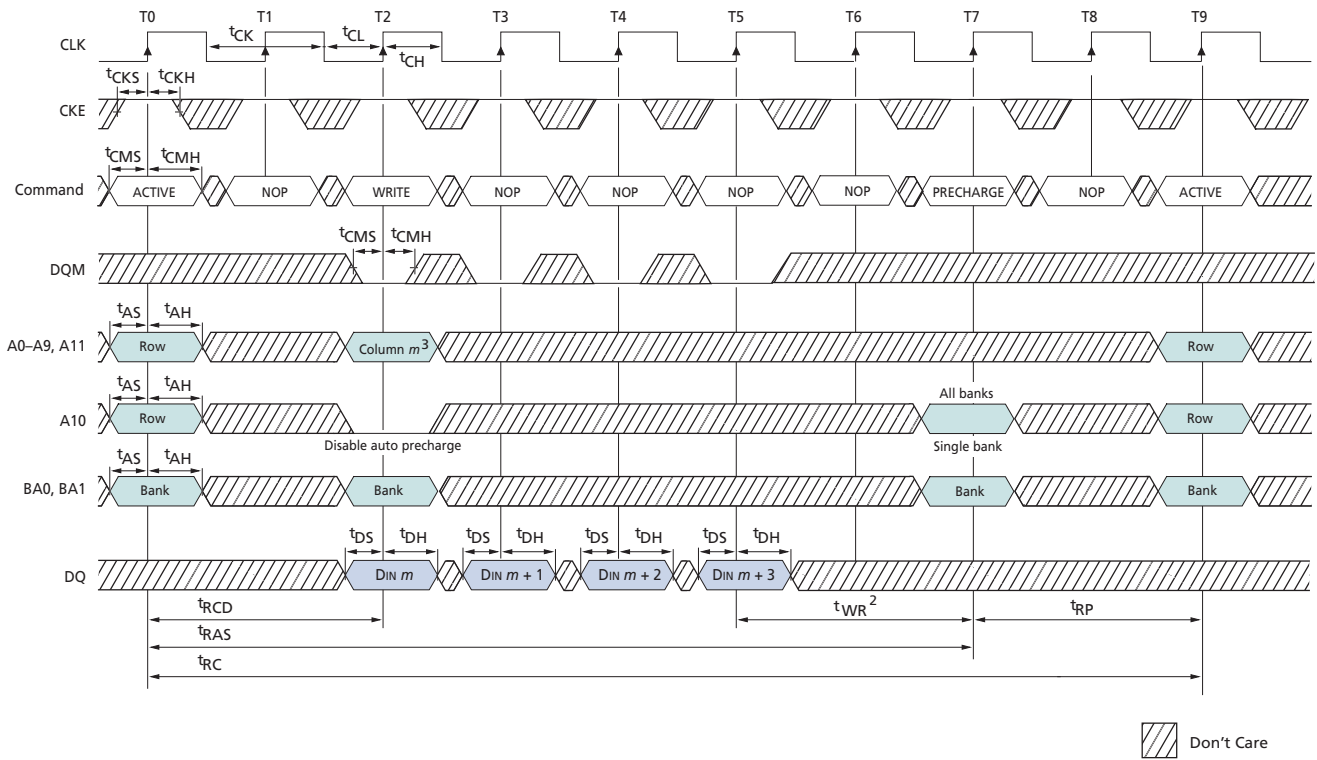 T0 T1 T2 T3 T4 T5 T6 T7 T8 T9
CLK tCK tCL tCH
tCKS tCKH
CKE
tCMS tCMH
Command ACTIVE NOP WRITE NOP NOP NOP NOP PRECHARGE NOP ACTIVE
tCMS tCMH
DQM
tAS tAH
A0–A9, A11 Row Column m3 Row
tAS tAH
All banks
A10 Row Row
Disable auto precharge Single bank
tAS tAH
BA0, BA1 Bank Bank Bank Bank
tDS tDH tDS tDH tDS tDH tDS tDH
DQ DIN m DIN m + 1 DIN m + 2 DIN m + 3
tRCD tWR2 tRP
tRAS
tRC
Don't Care